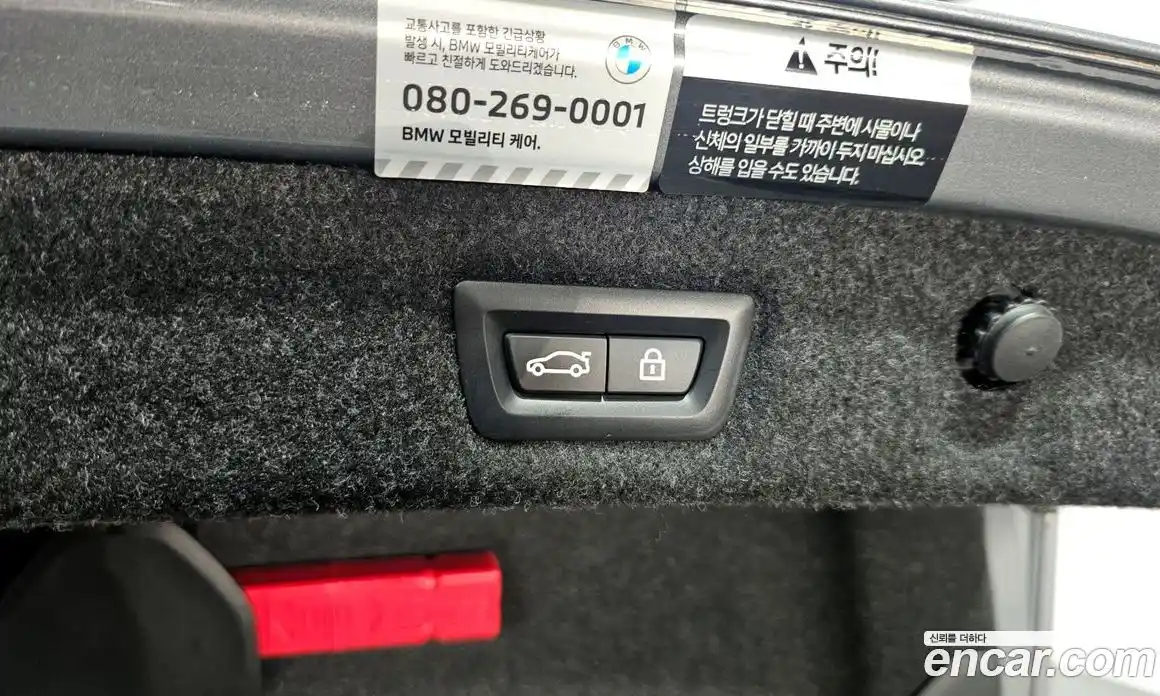 교통사고를 포함한 긴급상황
발생 시, BMW 모빌리티케어가
빠르고 친절하게 도와드리겠습니다.
BMW
080-269-0001
BMW 모빌리티 케어.
주의!
트렁크가 닫힐 때 주변에 사물이나
신체의 일부를 가까이 두지 마십시오.
상해를 입을 수도 있습니다.
신뢰를 더하다
encar.com